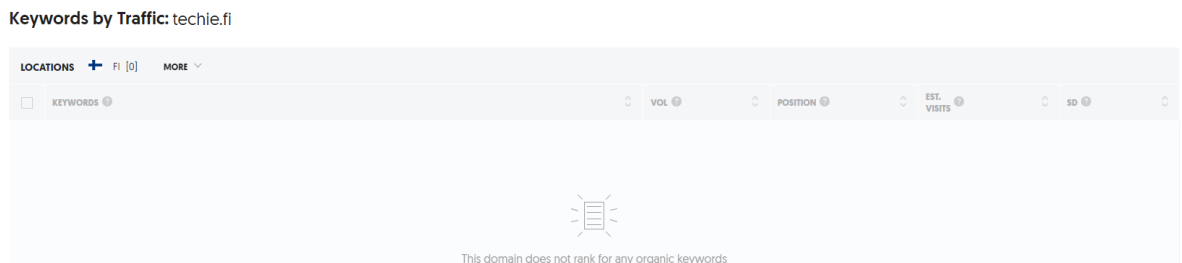 Keywords by Traffic: techie.fi
LOCATIONS FI [0] MORE
KEYWORDS VOL POSITION EST. VISITS SD
This domain does not rank for any organic keywords